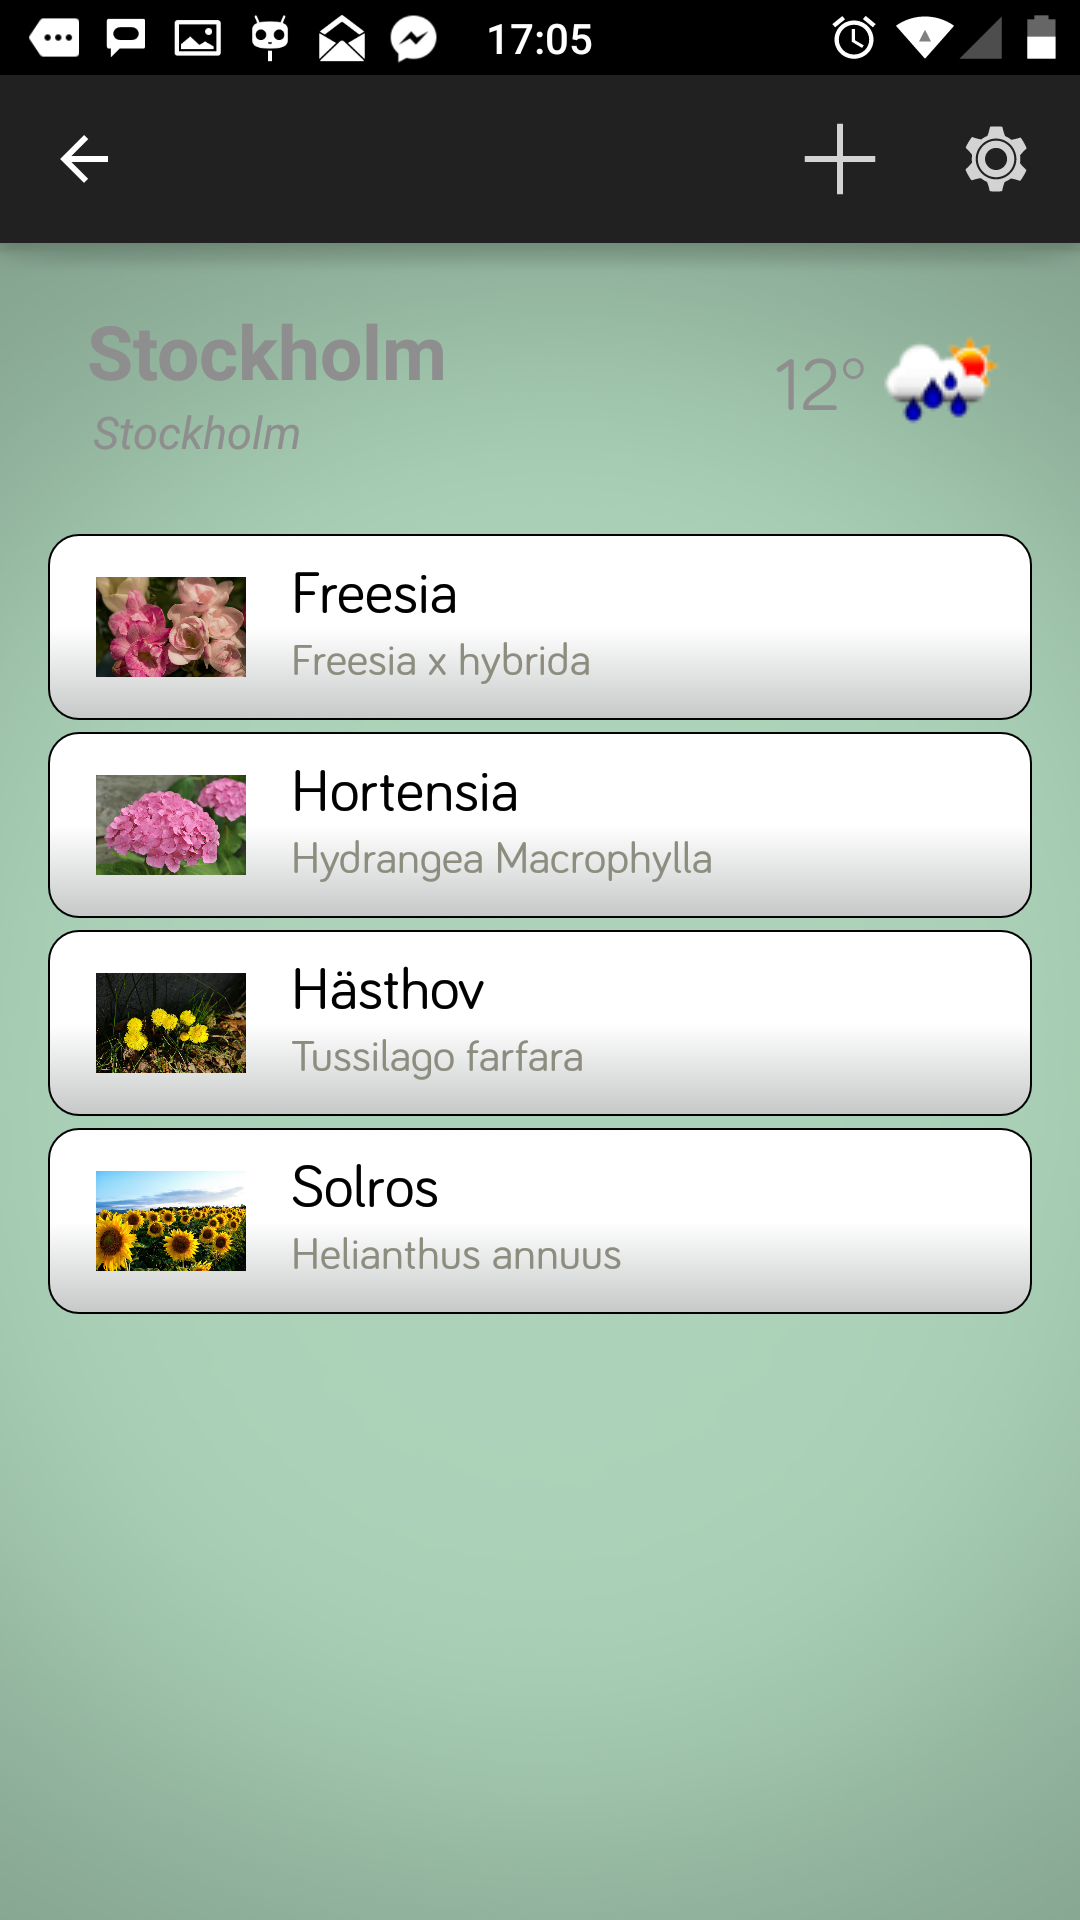 17:05
Stockholm
12°
Stockholm
Freesia
Freesia x hybrida
Hortensia
Hydrangea Macrophylla
Hästhov
Tussilago farfara
Solros
Helianthus annuus